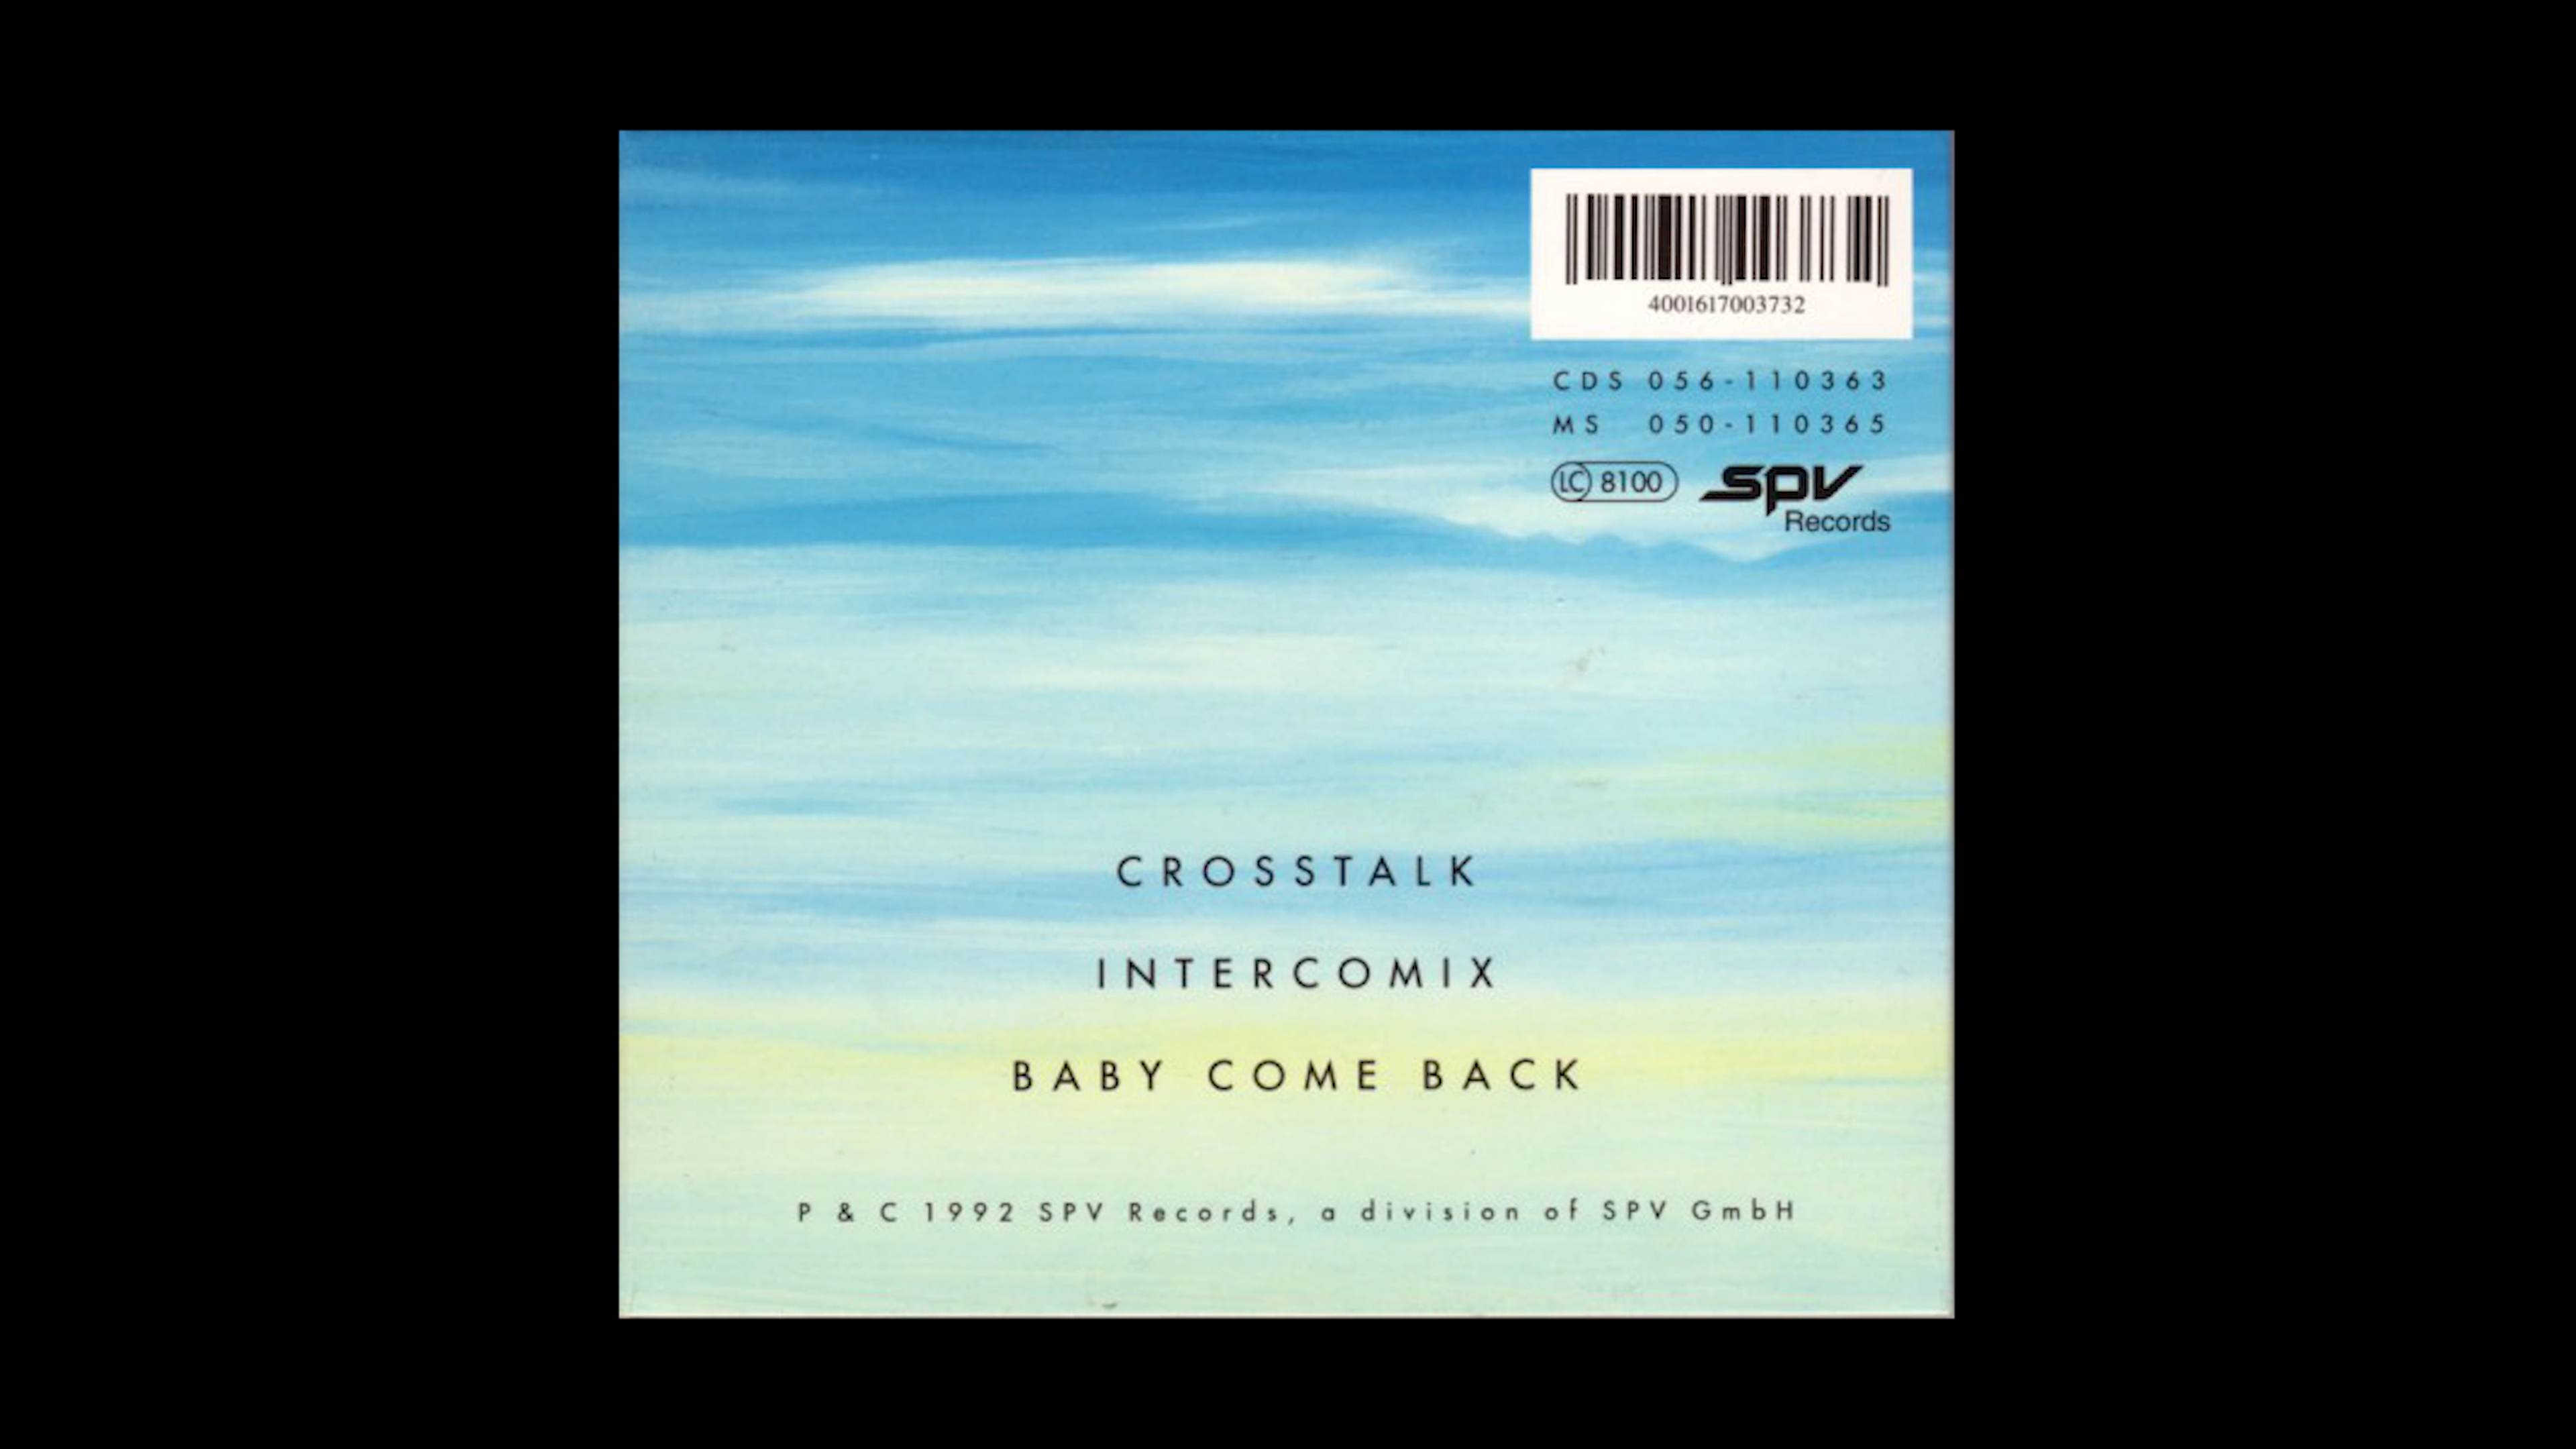 4001617003732
CDS 056-110363
MS 050-110365
LC 8100 SPV
Records
CROSSTALK
INTERCOMIX
BABY COME BACK
P & C 1992 SPV Records, a division of SPV GmbH